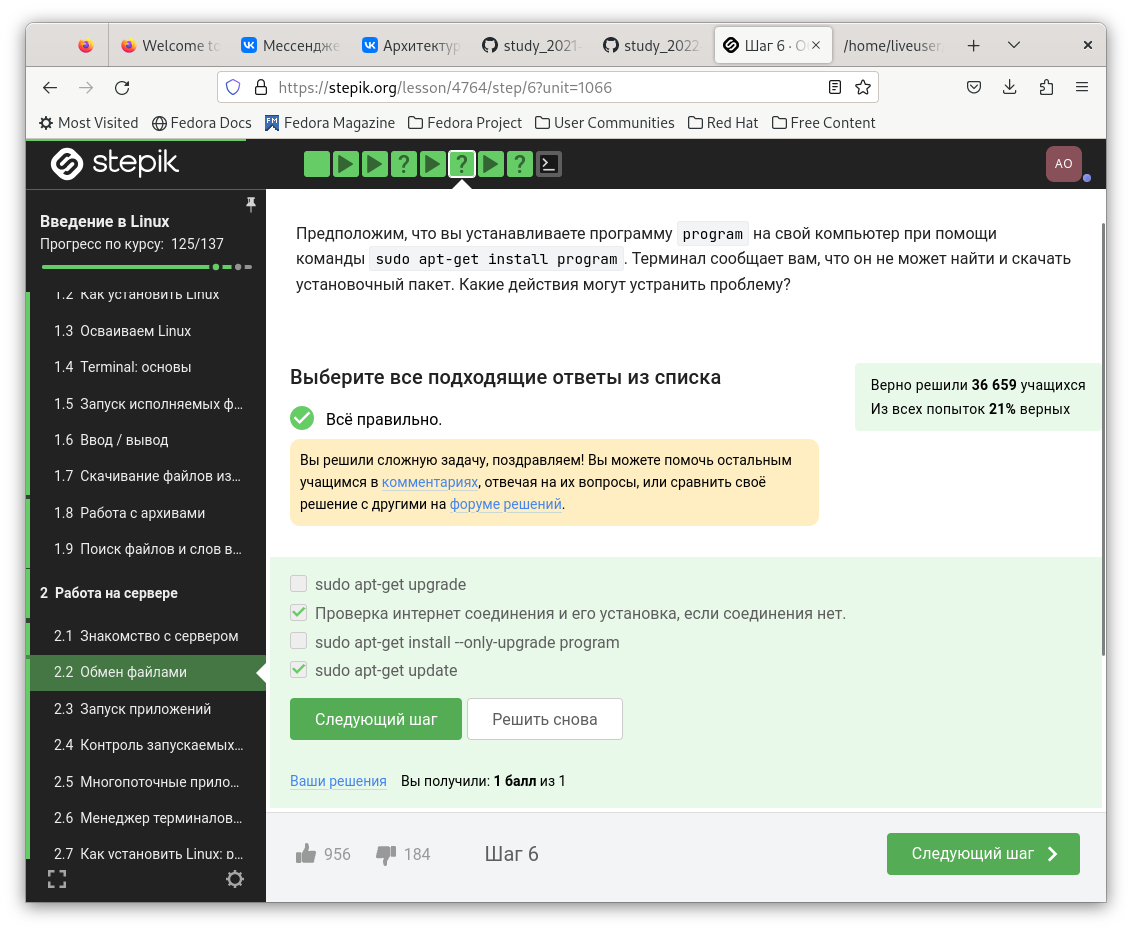 Welcome to
Мессендже
Архитектур
study_2021-
study_2022
Шаг 6 · О
/home/liveuser
https://stepik.org/lesson/4764/step/6?unit=1066
Most Visited
Fedora Docs
Fedora Magazine
Fedora Project
User Communities
Red Hat
Free Content
stepik
AO
Введение в Linux
Прогресс по курсу: 125/137
1.2 Как установить Linux
1.3 Осваиваем Linux
1.4 Terminal: основы
1.5 Запуск исполняемых ф...
1.6 Ввод / вывод
1.7 Скачивание файлов из...
1.8 Работа с архивами
1.9 Поиск файлов и слов в...
2 Работа на сервере
2.1 Знакомство с сервером
2.2 Обмен файлами
2.3 Запуск приложений
2.4 Контроль запускаемых...
2.5 Многопоточные прило...
2.6 Менеджер терминалов...
2.7 Как установить Linux: р...
Предположим, что вы устанавливаете программу program на свой компьютер при помощи
команды sudo apt-get install program. Терминал сообщает вам, что он не может найти и скачать
установочный пакет. Какие действия могут устранить проблему?
Выберите все подходящие ответы из списка
Верно решили 36 659 учащихся
Из всех попыток 21% верных
Всё правильно.
Вы решили сложную задачу, поздравляем! Вы можете помочь остальным
учащимся в комментариях, отвечая на их вопросы, или сравнить своё
решение с другими на форуме решений.
sudo apt-get upgrade
Проверка интернет соединения и его установка, если соединения нет.
sudo apt-get install --only-upgrade program
sudo apt-get update
Следующий шаг
Решить снова
Ваши решения Вы получили: 1 балл из 1
956
184
Шаг 6
Следующий шаг